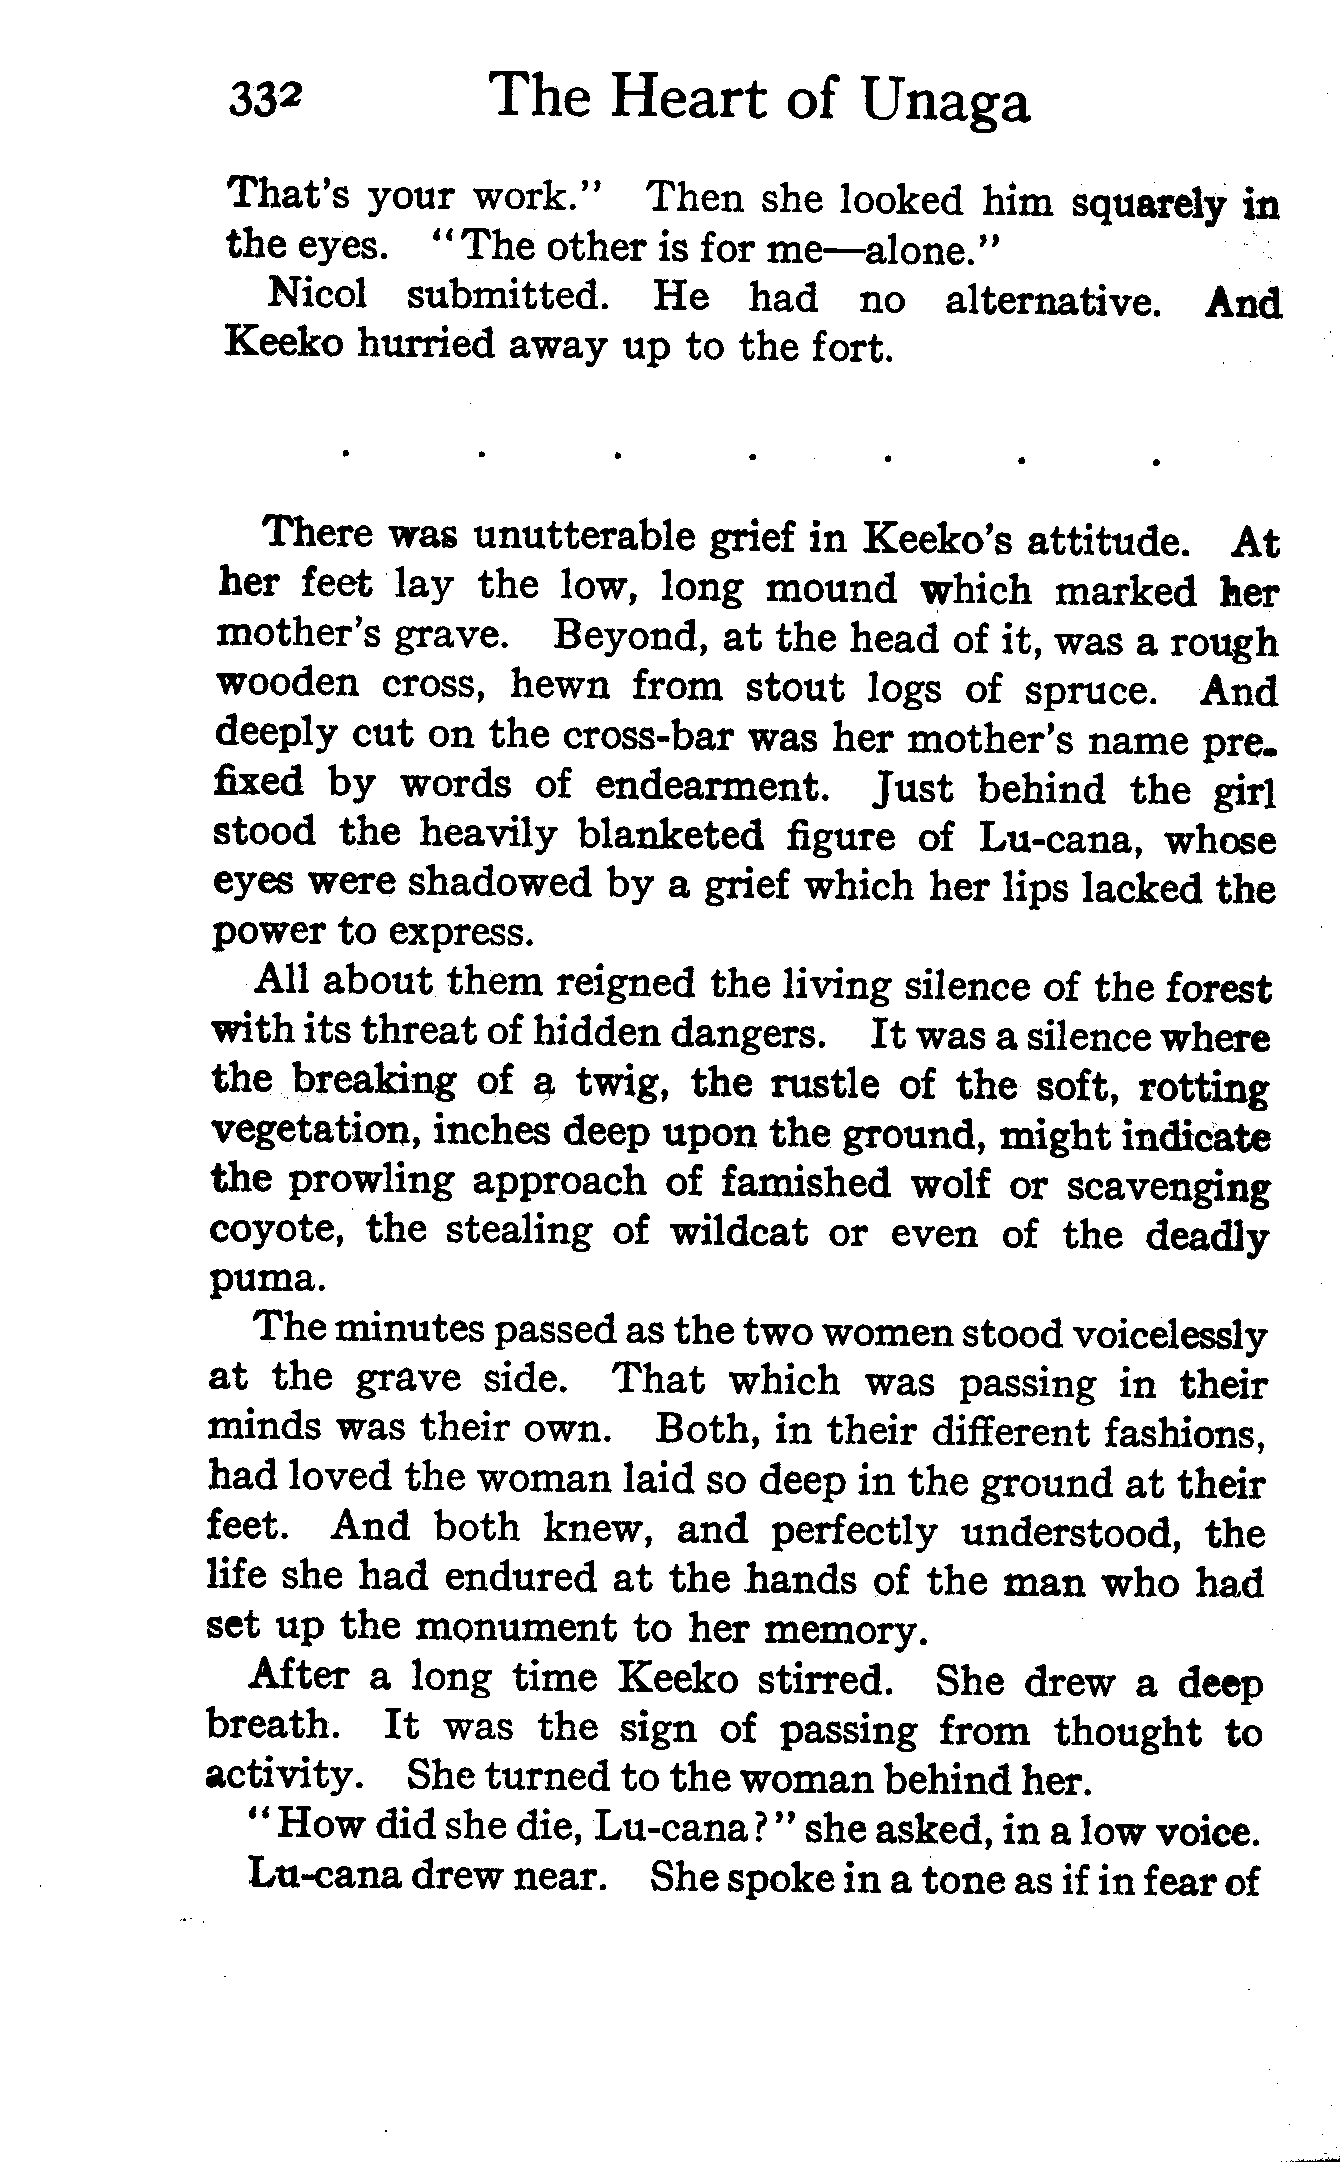 332 The Heart of Unaga
That's your work." Then she looked him squarely in
the eyes. "The other is for me—alone."
Nicol submitted. He had no alternative. And
Keeko hurried away up to the fort.
. . . . . . .
There was unutterable grief in Keeko's attitude. At
her feet lay the low, long mound which marked her
mother's grave. Beyond, at the head of it, was a rough
wooden cross, hewn from stout logs of spruce. And
deeply cut on the cross-bar was her mother's name pre-
fixed by words of endearment. Just behind the girl
stood the heavily blanketed figure of Lu-cana, whose
eyes were shadowed by a grief which her lips lacked the
power to express.
All about them reigned the living silence of the forest
with its threat of hidden dangers. It was a silence where
the breaking of a twig, the rustle of the soft, rotting
vegetation, inches deep upon the ground, might indicate
the prowling approach of famished wolf or scavenging
coyote, the stealing of wildcat or even of the deadly
puma.
The minutes passed as the two women stood voicelessly
at the grave side. That which was passing in their
minds was their own. Both, in their different fashions,
had loved the woman laid so deep in the ground at their
feet. And both knew, and perfectly understood, the
life she had endured at the hands of the man who had
set up the monument to her memory.
After a long time Keeko stirred. She drew a deep
breath. It was the sign of passing from thought to
activity. She turned to the woman behind her.
"How did she die, Lu-cana?" she asked, in a low voice.
Lu-cana drew near. She spoke in a tone as if in fear of